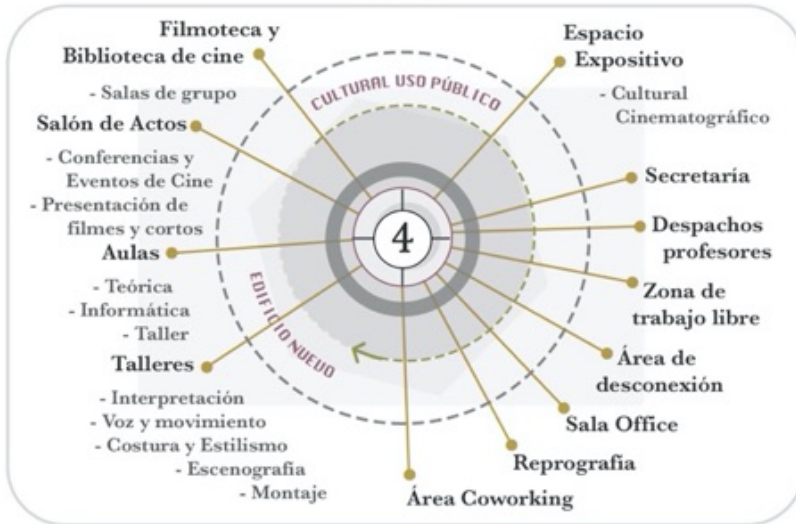 Filmoteca y
Biblioteca de cine
- Salas de grupo
Salón de Actos
- Conferencias y
Eventos de Cine
- Presentación de
filmes y cortos
Aulas
- Teórica
- Informática
- Taller
Talleres
- Interpretación
- Voz y movimiento
- Costura y Estilismo
- Escenografia
- Montaje
CULTURAL USO PÚBLICO
4
EDIFICIO NUEVO
Espacio
Expositivo
- Cultural
Cinematográfico
Secretaría
Despachos
profesores
Zona de
trabajo libre
Área de
desconexión
Sala Office
Reprografía
Área Coworking